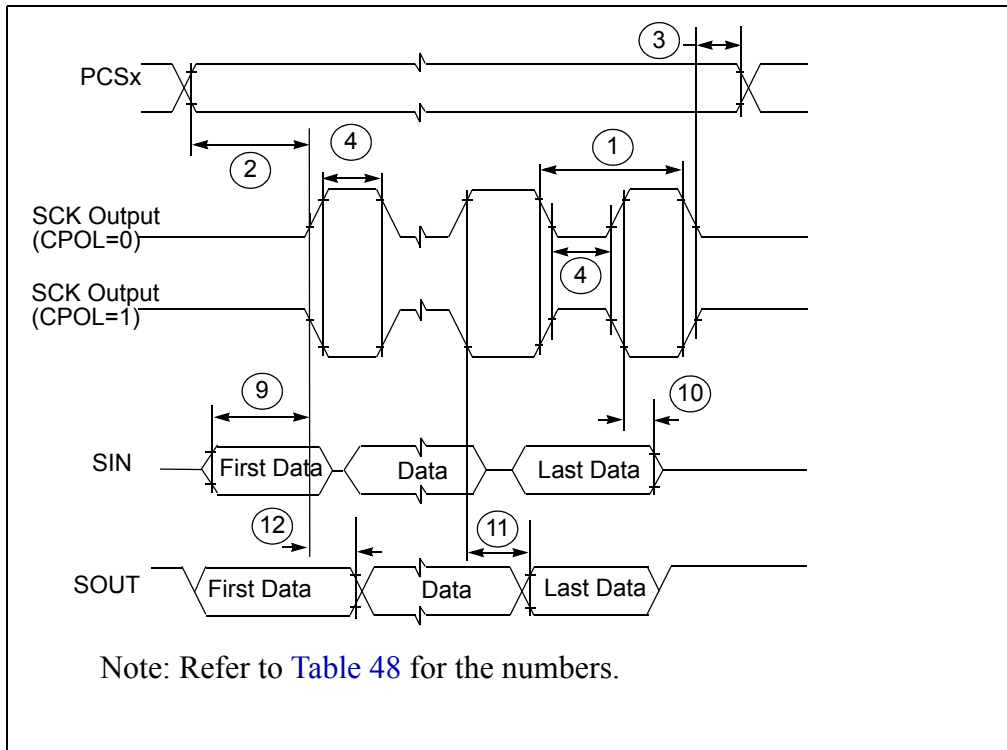 3
PCSx
2
4
1
SCK Output
(CPOL=0)
4
SCK Output
(CPOL=1)
9
10
SIN
First Data
Data
Last Data
12
11
SOUT
First Data
Data
Last Data
Note: Refer to Table 48 for the numbers.